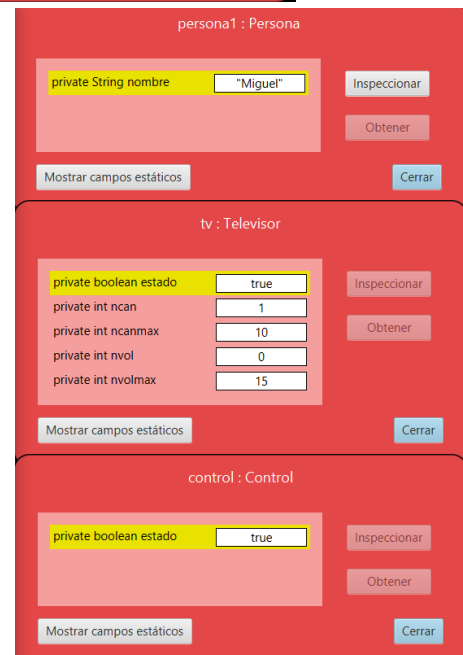 persona1 : Persona
private String nombre "Miguel" Inspeccionar
Obtener
Mostrar campos estáticos Cerrar
tv : Televisor
private boolean estado true Inspeccionar
private int ncan 1
private int ncanmax 10 Obtener
private int nvol 0
private int nvolmax 15
Mostrar campos estáticos Cerrar
control : Control
private boolean estado true Inspeccionar
Obtener
Mostrar campos estáticos Cerrar